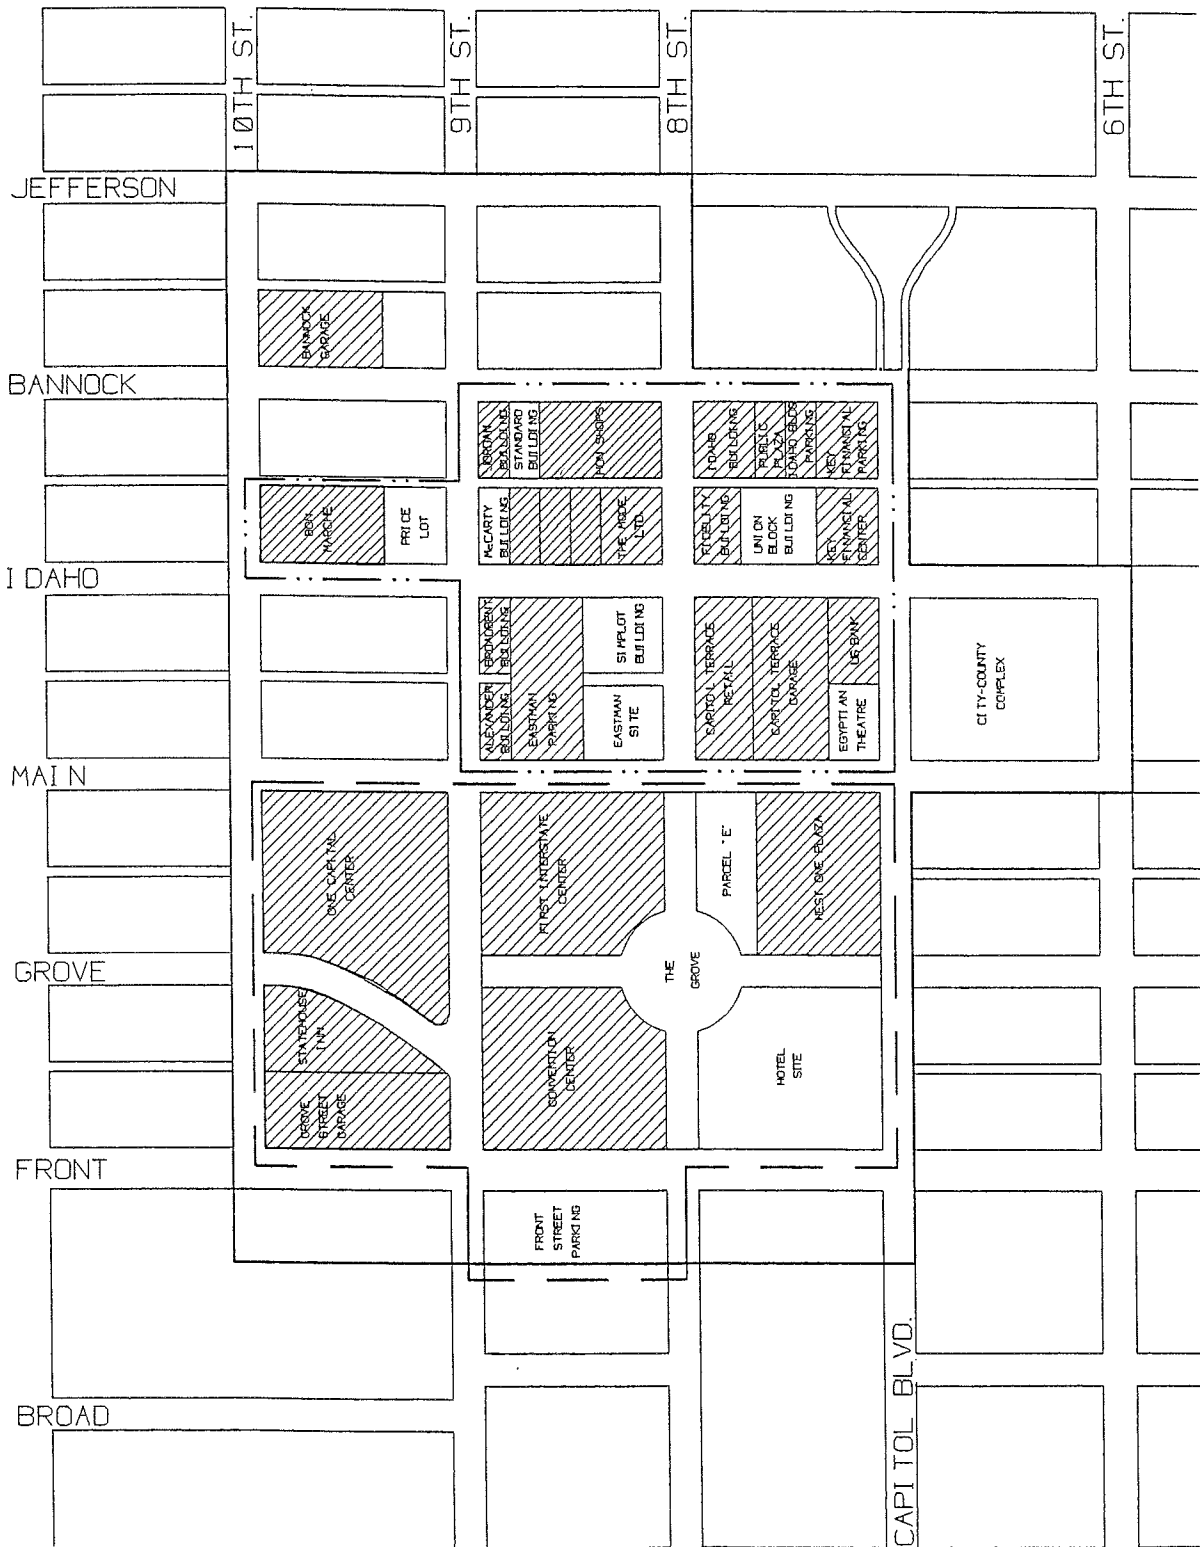 10TH ST.
9TH ST.
8TH ST.
6TH ST.
JEFFERSON
BANNOCK
GARAGE
BANNOCK
JORDAN
BUILDING
STANDARD
BUILDING
MONI SHOPS
IDAHO
BUILDING
PUBLIC
PLAZA
IDAHO BLDG
PARKING
KEY
FINANCIAL
PARKING
BON
MARCHE
PRICE
LOT
McCARTY
BUILDING
THE MODE
LTD.
FIDELITY
BUILDING
UNION
BLOCK
BUILDING
KEY
FINANCIAL
CENTER
IDAHO
BROADBENT
BUILDING
ALEXANDER
BUILDING
EASTMAN
PARKING
SIMPLOT
BUILDING
EASTMAN
SITE
CAPITOL TERRACE
RETAIL
CAPITOL TERRACE
GARAGE
US BANK
EGYPTIAN
THEATRE
CITY-COUNTY
COMPLEX
MAIN
ONE CAPITAL
CENTER
FIRST INTERSTATE
CENTER
PARCEL "E"
WEST ONE PLAZA
THE
GROVE
GROVE
STATEHOUSE
INN
GROVE
STREET
GARAGE
CONVENTION
CENTER
HOTEL
SITE
FRONT
FRONT
STREET
PARKING
BROAD
CAPITOL BLVD.